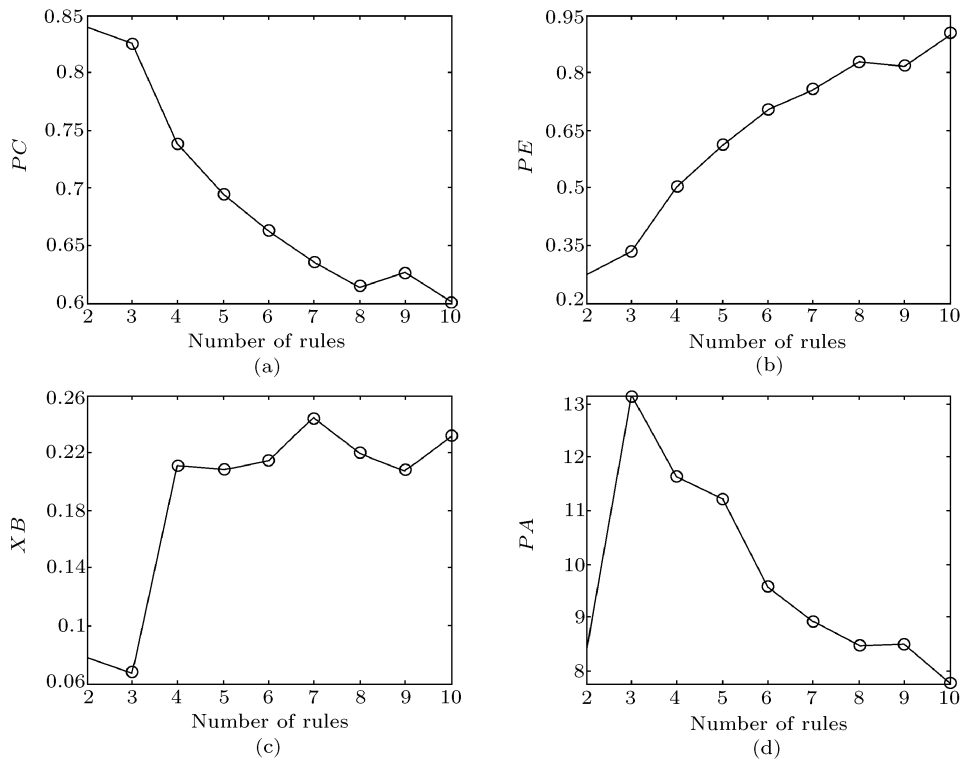 0.85
0.8
0.75
0.7
0.65
0.6
PC
2 3 4 5 6 7 8 9 10
Number of rules
(a)
0.95
0.8
0.65
0.5
0.35
0.2
PE
2 3 4 5 6 7 8 9 10
Number of rules
(b)
0.26
0.22
0.18
0.14
0.1
0.06
XB
2 3 4 5 6 7 8 9 10
Number of rules
(c)
13
12
11
10
9
8
PA
2 3 4 5 6 7 8 9 10
Number of rules
(d)